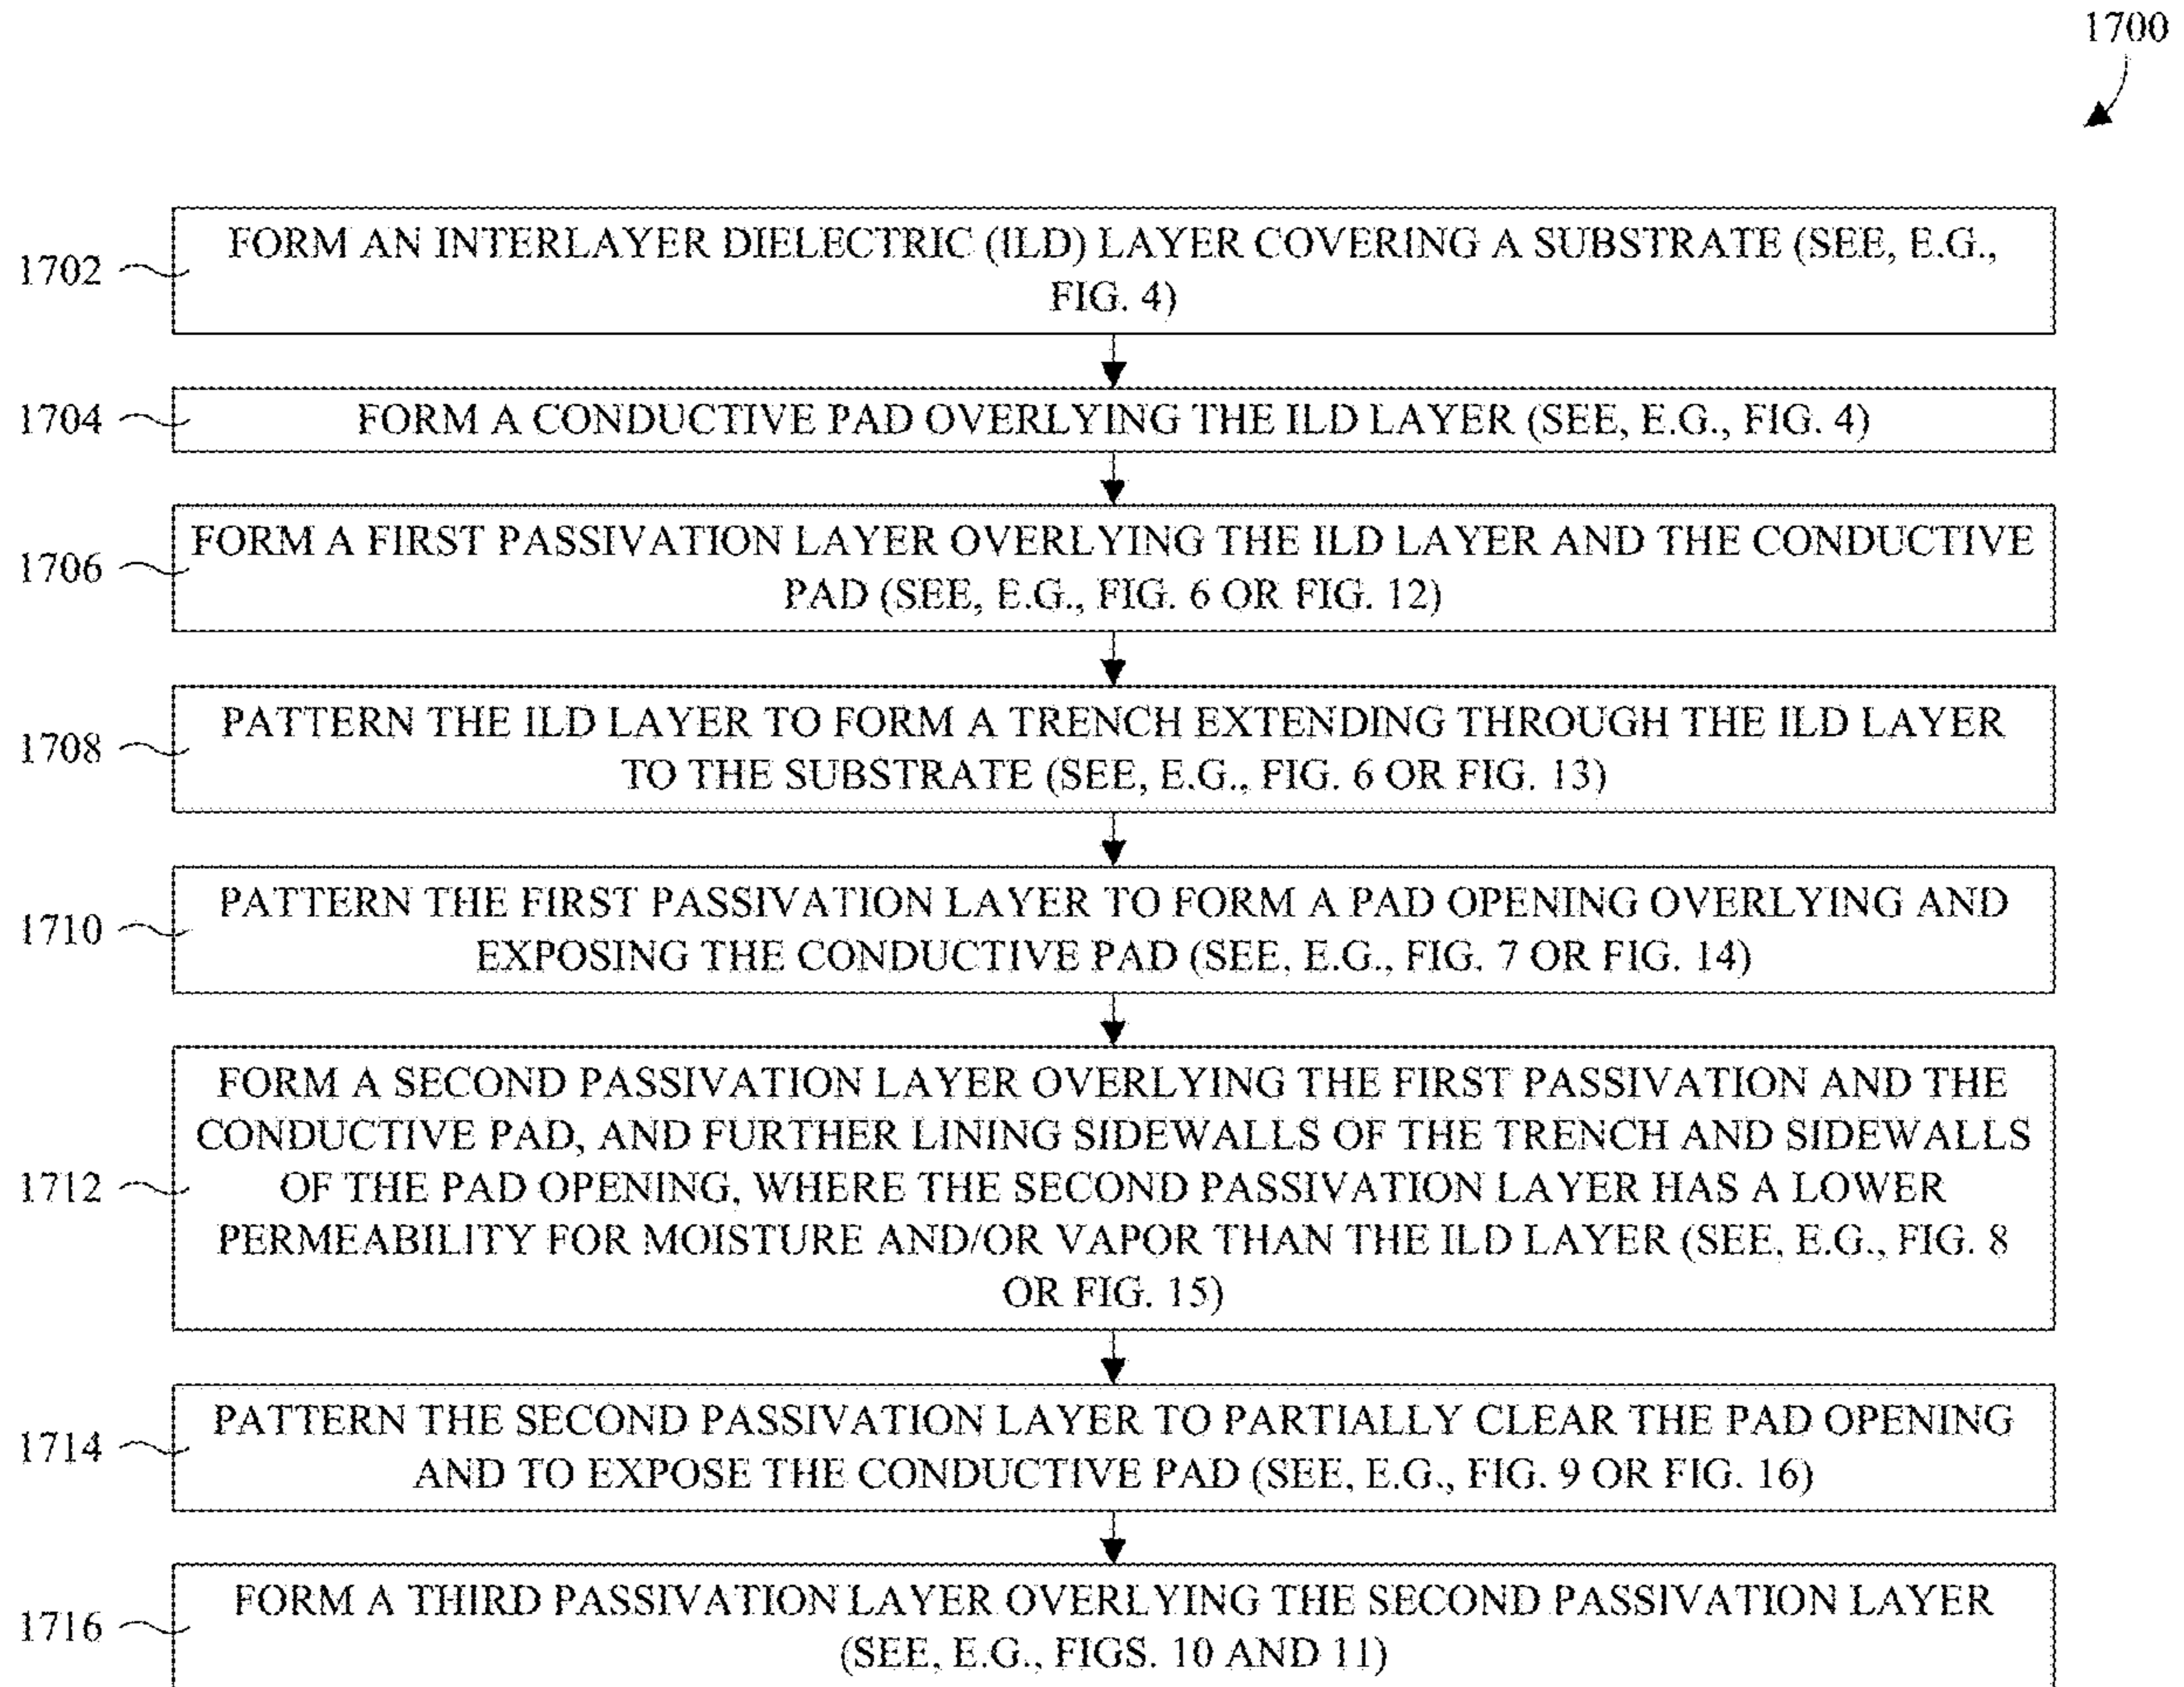 1700
1702
FORM AN INTERLAYER DIELECTRIC (ILD) LAYER COVERING A SUBSTRATE (SEE, E.G.,
FIG. 4)
1704
FORM A CONDUCTIVE PAD OVERLYING THE ILD LAYER (SEE, E.G., FIG. 4)
1706
FORM A FIRST PASSIVATION LAYER OVERLYING THE ILD LAYER AND THE CONDUCTIVE
PAD (SEE, E.G., FIG. 6 OR FIG. 12)
1708
PATTERN THE ILD LAYER TO FORM A TRENCH EXTENDING THROUGH THE ILD LAYER
TO THE SUBSTRATE (SEE, E.G., FIG. 6 OR FIG. 13)
1710
PATTERN THE FIRST PASSIVATION LAYER TO FORM A PAD OPENING OVERLYING AND
EXPOSING THE CONDUCTIVE PAD (SEE, E.G., FIG. 7 OR FIG. 14)
1712
FORM A SECOND PASSIVATION LAYER OVERLYING THE FIRST PASSIVATION AND THE
CONDUCTIVE PAD, AND FURTHER LINING SIDEWALLS OF THE TRENCH AND SIDEWALLS
OF THE PAD OPENING, WHERE THE SECOND PASSIVATION LAYER HAS A LOWER
PERMEABILITY FOR MOISTURE AND/OR VAPOR THAN THE ILD LAYER (SEE, E.G., FIG. 8
OR FIG. 15)
1714
PATTERN THE SECOND PASSIVATION LAYER TO PARTIALLY CLEAR THE PAD OPENING
AND TO EXPOSE THE CONDUCTIVE PAD (SEE, E.G., FIG. 9 OR FIG. 16)
1716
FORM A THIRD PASSIVATION LAYER OVERLYING THE SECOND PASSIVATION LAYER
(SEE, E.G., FIGS. 10 AND 11)